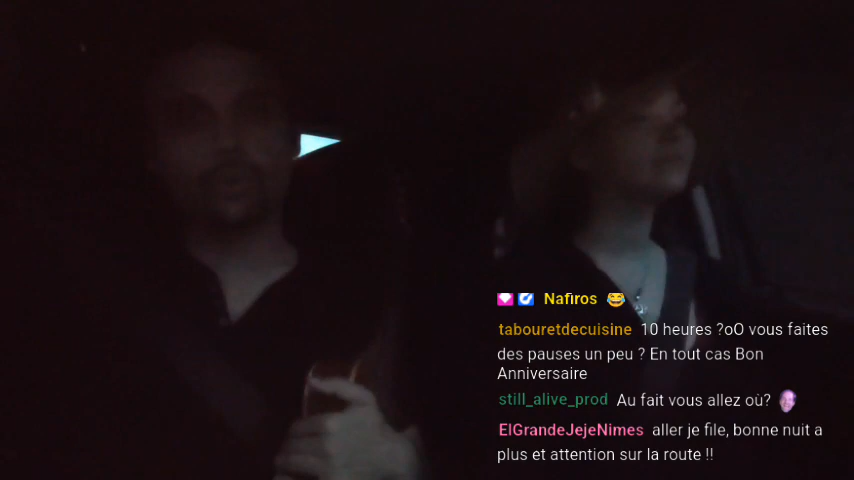 Nafiros 😂
tabouretdecuisine 10 heures ?oO vous faites
des pauses un peu ? En tout cas Bon
Anniversaire
still_alive_prod Au fait vous allez où?
ElGrandeJejeNimes aller je file, bonne nuit a
plus et attention sur la route !!